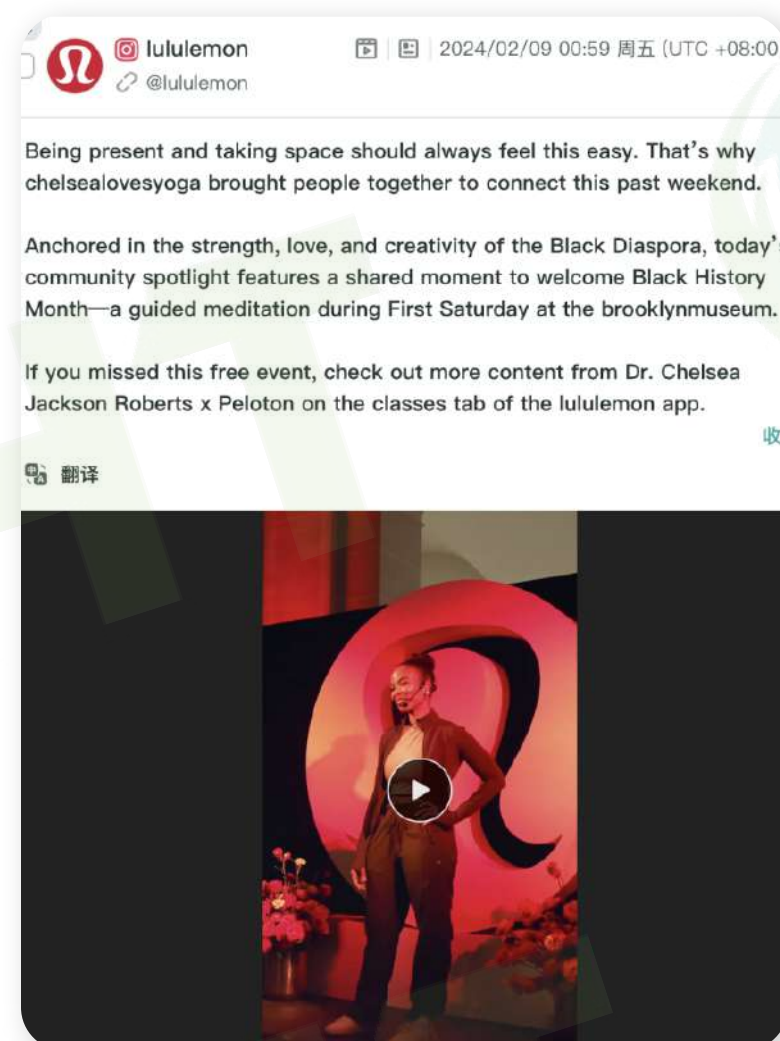 lululemon
2024/02/09 00:59 周五 (UTC +08:00
@lululemon
Being present and taking space should always feel this easy. That's why
chelsealovesyoga brought people together to connect this past weekend.
Anchored in the strength, love, and creativity of the Black Diaspora, today's
community spotlight features a shared moment to welcome Black History
Month—a guided meditation during First Saturday at the brooklynmuseum.
If you missed this free event, check out more content from Dr. Chelsea
Jackson Roberts x Peloton on the classes tab of the lululemon app.
收
翻译